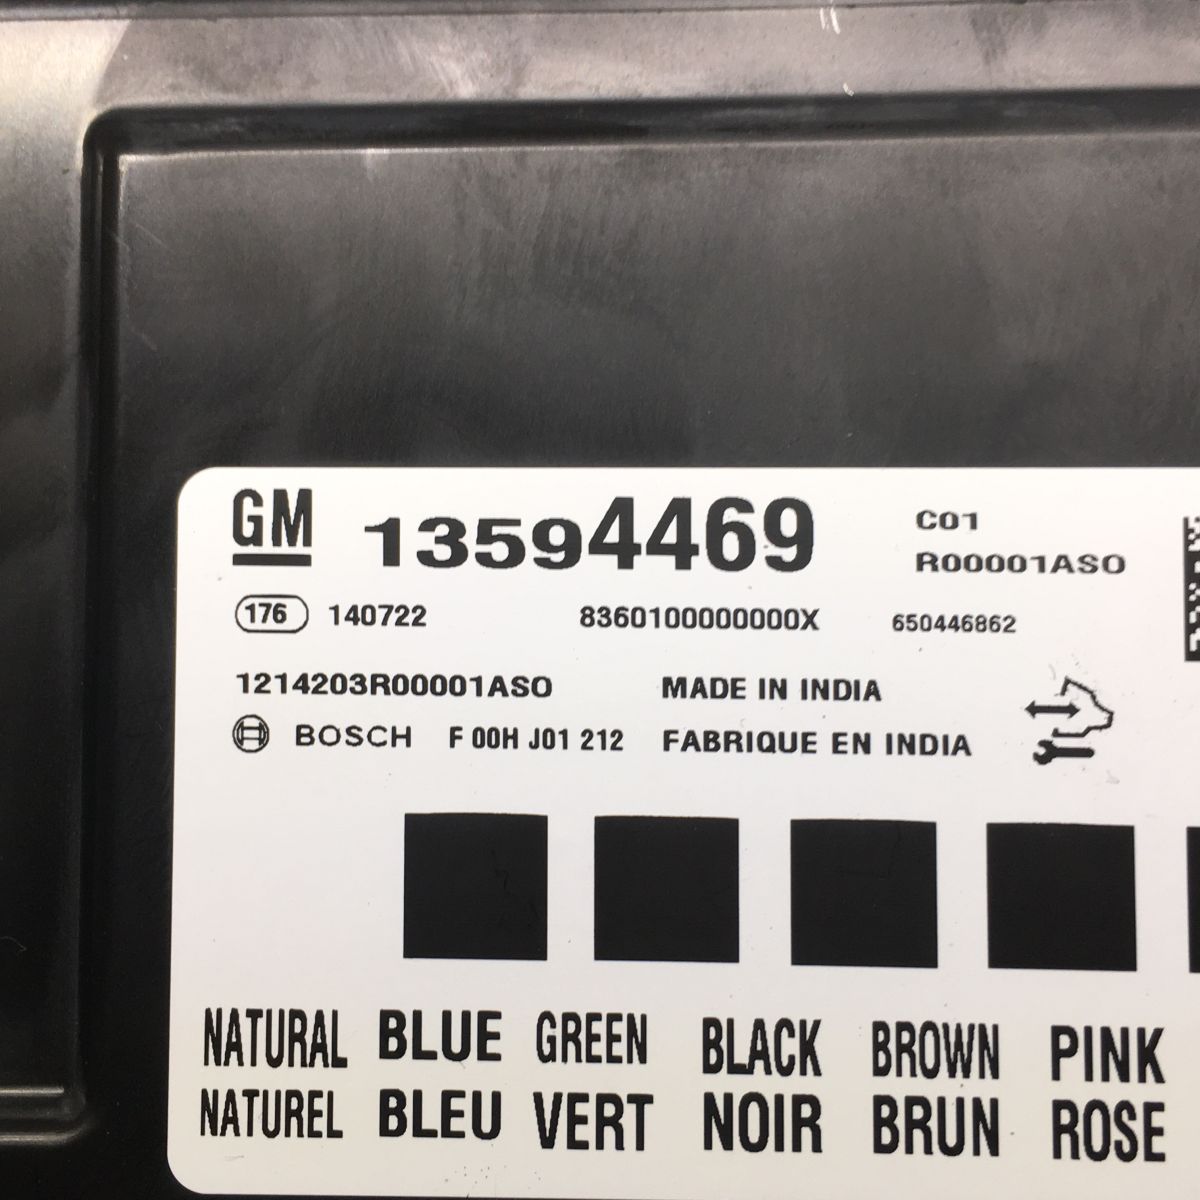 GM 13594469 C01
R00001ASO
176 140722 8360100000000X 650446862
1214203R00001ASO MADE IN INDIA
BOSCH F 00H J01 212 FABRIQUE EN INDIA
NATURAL BLUE GREEN BLACK BROWN PINK
NATUREL BLEU VERT NOIR BRUN ROSE